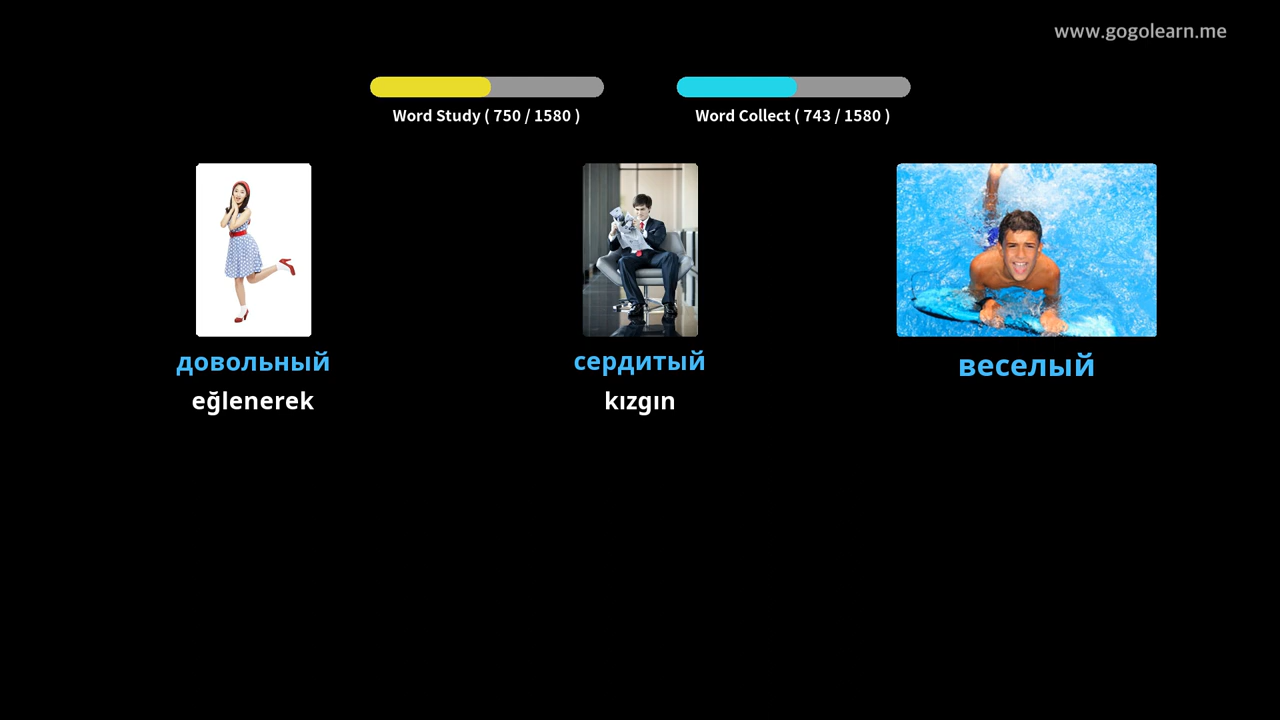 www.gogolearn.me
Word Study ( 750 / 1580 )
Word Collect ( 743 / 1580 )
довольный
eğlenerek
сердитый
kızgın
веселый